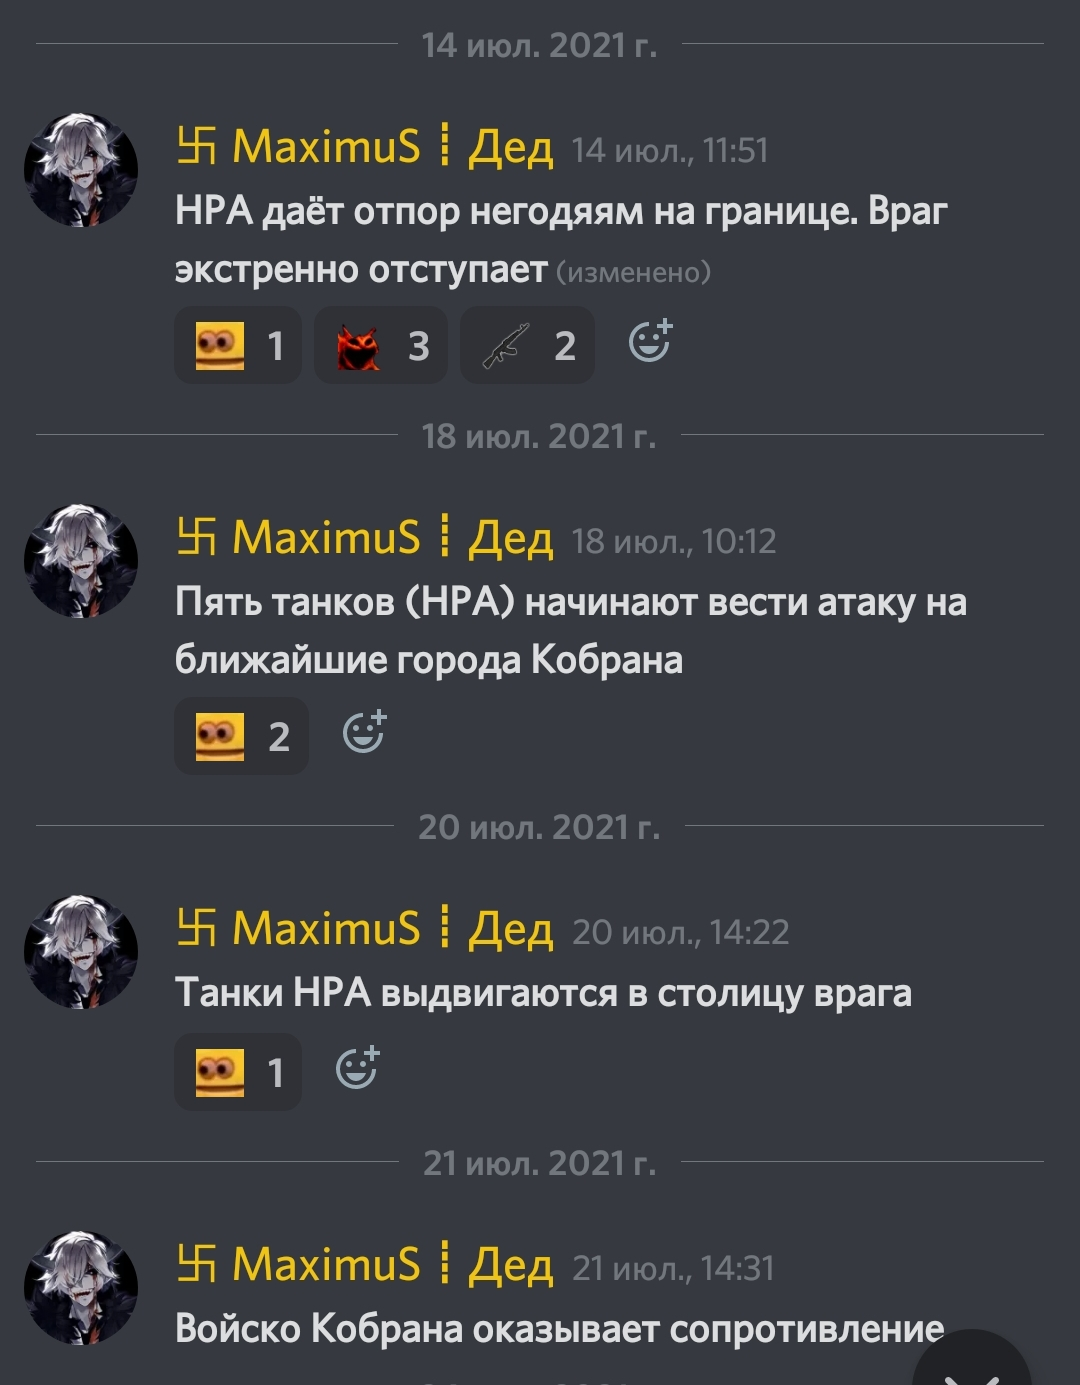 14 июл. 2021 г.
卐 MaximuS ┋ Дед 14 июл., 11:51
НРА даёт отпор негодяям на границе. Враг
экстренно отступает (изменено)
1 3 2
18 июл. 2021 г.
卐 MaximuS ┋ Дед 18 июл., 10:12
Пять танков (НРА) начинают вести атаку на
ближайшие города Кобрана
2
20 июл. 2021 г.
卐 MaximuS ┋ Дед 20 июл., 14:22
Танки НРА выдвигаются в столицу врага
1
21 июл. 2021 г.
卐 MaximuS ┋ Дед 21 июл., 14:31
Войско Кобрана оказывает сопротивление